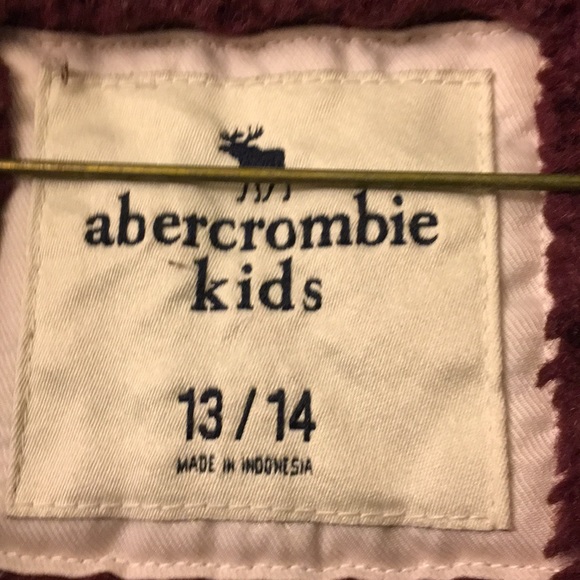 abercrombie
kids
13/14
MADE IN INDONESIA